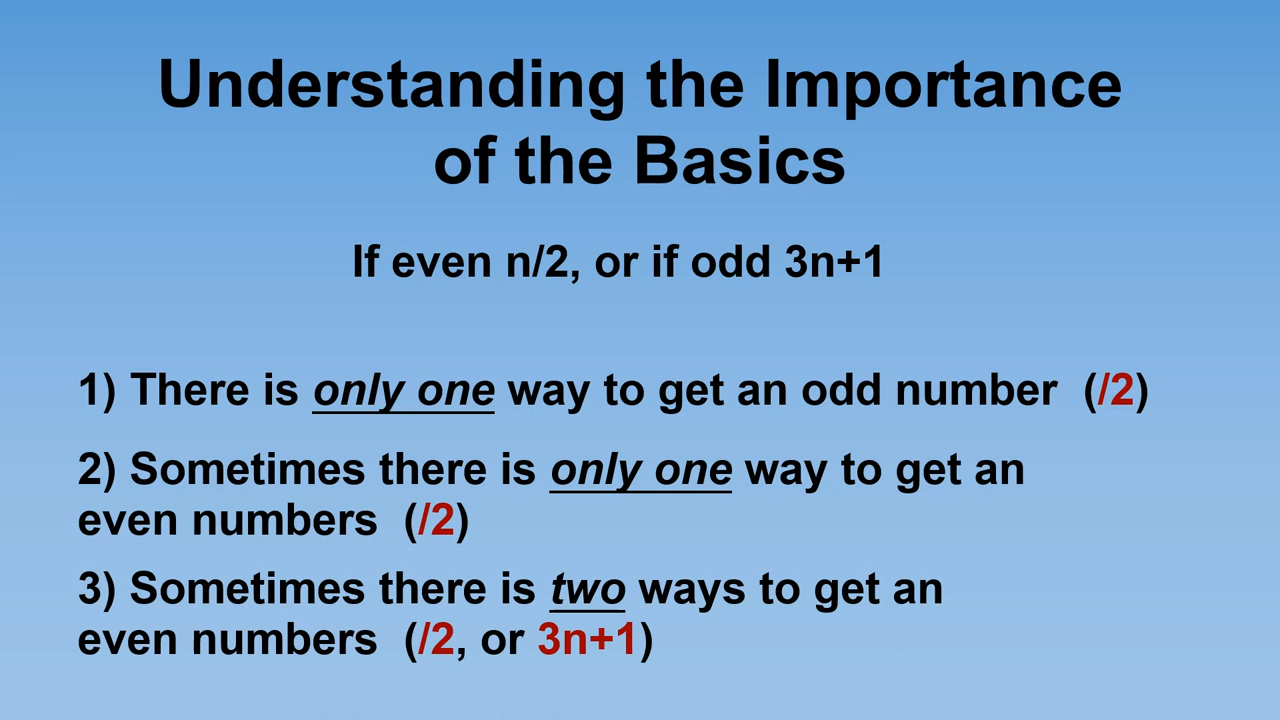 Understanding the Importance
of the Basics
If even n/2, or if odd 3n+1
1) There is only one way to get an odd number (/2)
2) Sometimes there is only one way to get an
even numbers (/2)
3) Sometimes there is two ways to get an
even numbers (/2, or 3n+1)